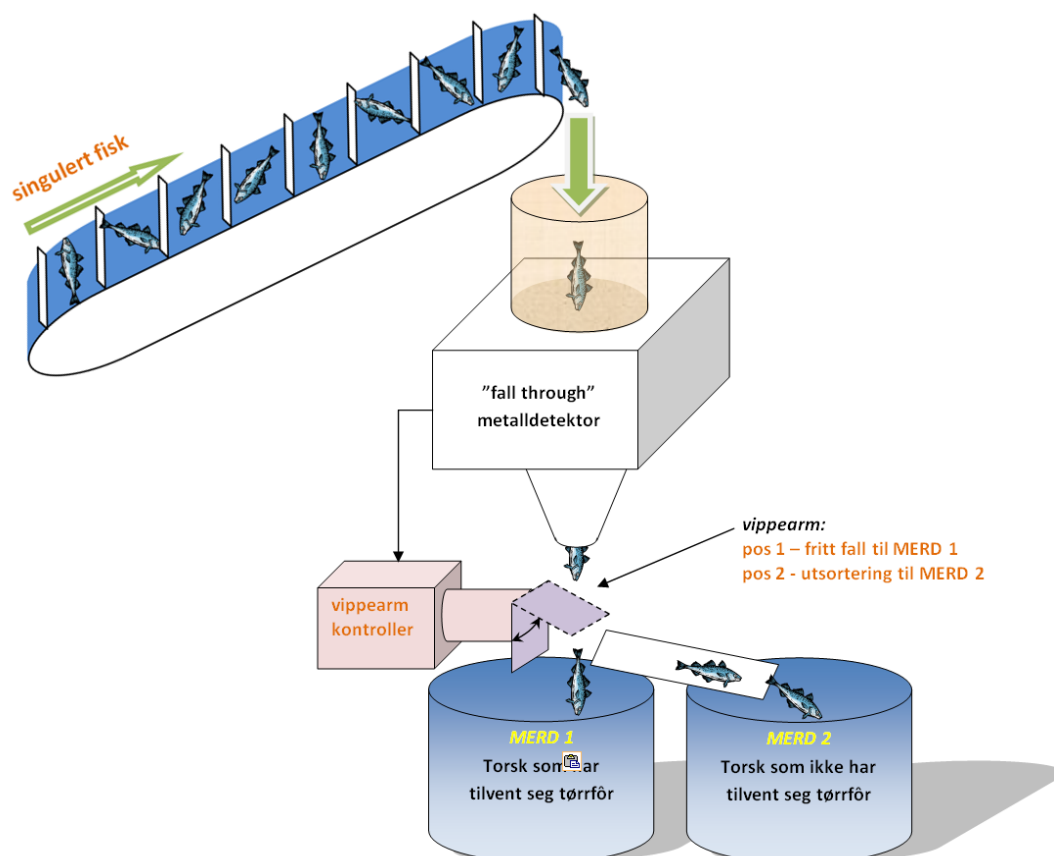 singulert fisk
”fall through”
metalldetektor
vippearm:
pos 1 – fritt fall til MERD 1
pos 2 - utsortering til MERD 2
vippearm
kontroller
MERD 1
Torsk som ar
tilvent seg tørrfôr
MERD 2
Torsk som ikke har
tilvent seg tørrfôr